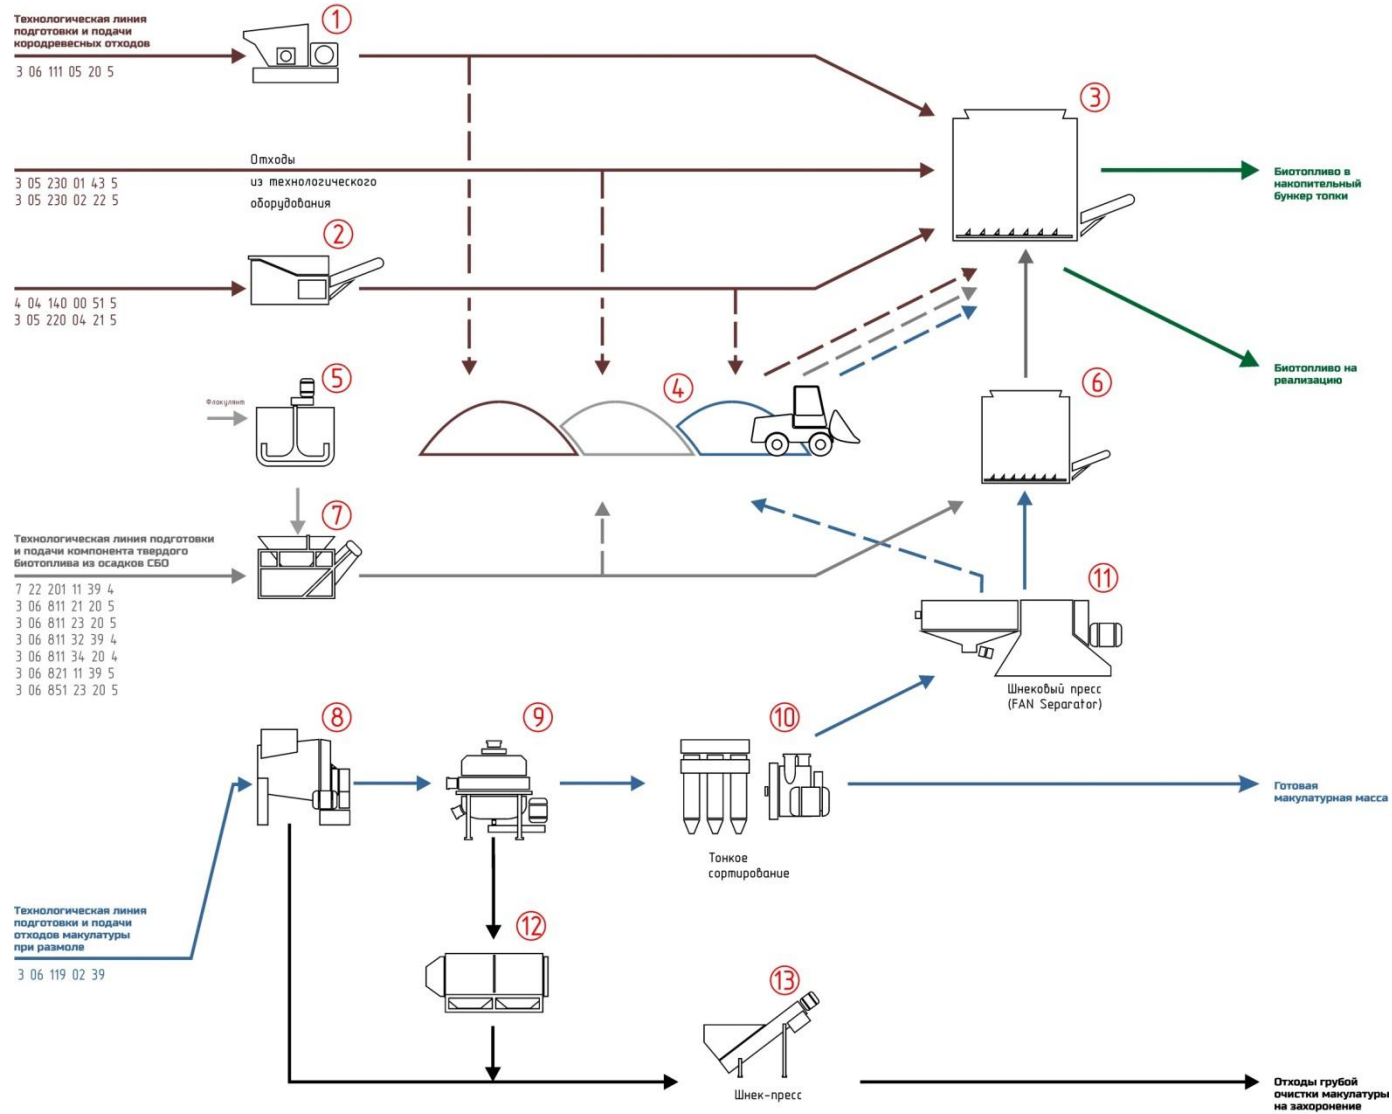 Технологическая линия
подготовки и подачи
кородревесных отходов
3 06 111 05 20 5
1
3
Отходы
из технологического
оборудования
3 05 230 01 43 5
3 05 230 02 22 5
Биотопливо в
накопительный
бункер топки
2
4 04 140 00 51 5
3 05 220 04 21 5
Флокулянт
5
4
6
Биотопливо на
реализацию
7
Технологическая линия подготовки
и подачи компонента твердого
биотоплива из осадков СБО
7 22 201 11 39 4
3 06 811 21 20 5
3 06 811 23 20 5
3 06 811 32 39 4
3 06 811 34 20 4
3 06 821 11 39 5
3 06 851 23 20 5
11
Шнековый пресс
(FAN Separator)
8
9
10
Тонкое
сортирование
Готовая
макулатурная масса
Технологическая линия
подготовки и подачи
отходов макулатуры
при размоле
3 06 119 02 39
12
13
Шнек-пресс
Отходы грубой
очистки макулатуры
на захоронение